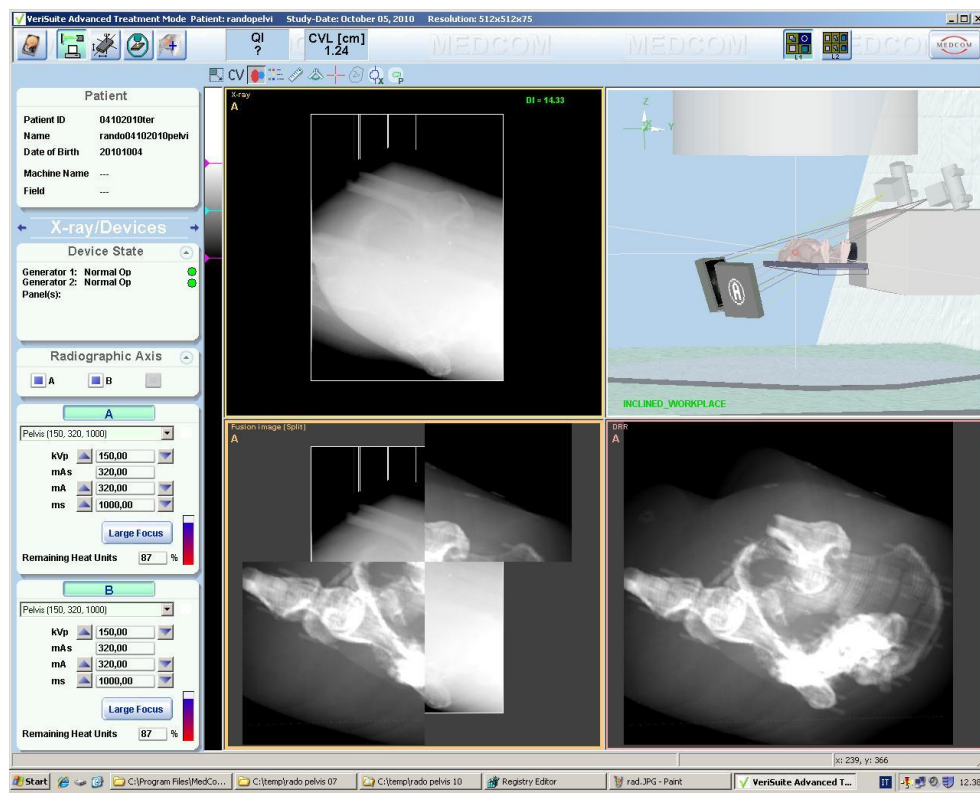 VeriSuite Advanced Treatment Mode Patient: randopelvi Study-Date: October 05, 2010 Resolution: 512x512x75
QI
?
CVL [cm]
1.24
MEDCOM MEDCOM MEDCOM
L1
L2
MEDCOM
CV
Patient
Patient ID 04102010ter
Name rando04102010pelvi
Date of Birth 20101004
Machine Name ---
Field ---
X-ray/Devices
Device State
Generator 1: Normal Op
Generator 2: Normal Op
Panel(s):
Radiographic Axis
A B
A
Pelvis (150, 320, 1000)
kVp 150,00
mAs 320,00
mA 320,00
ms 1000,00
Large Focus
Remaining Heat Units 87 %
B
Pelvis (150, 320, 1000)
kVp 150,00
mAs 320,00
mA 320,00
ms 1000,00
Large Focus
Remaining Heat Units 87 %
X-ray
A
DI = 14.33
Z
Y
A
INCLINED_WORKPLACE
Fusion image (Split)
A
DRR
A
x: 239, y: 366
Start C:\Program Files\MedCo... C:\temp\rado pelvis 07 C:\temp\rado pelvis 10 Registry Editor rad.JPG - Paint VeriSuite Advanced T... IT 12.38